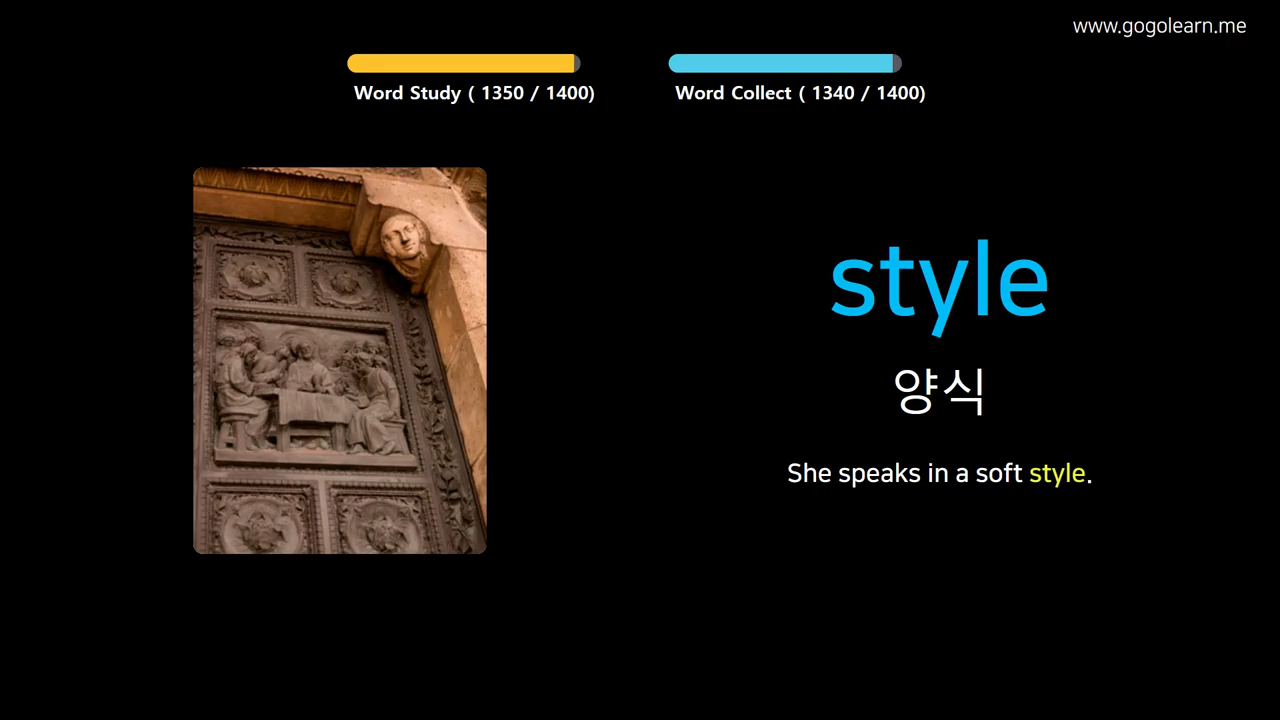 www.gogolearn.me
Word Study ( 1350 / 1400)
Word Collect ( 1340 / 1400)
style
양식
She speaks in a soft style.